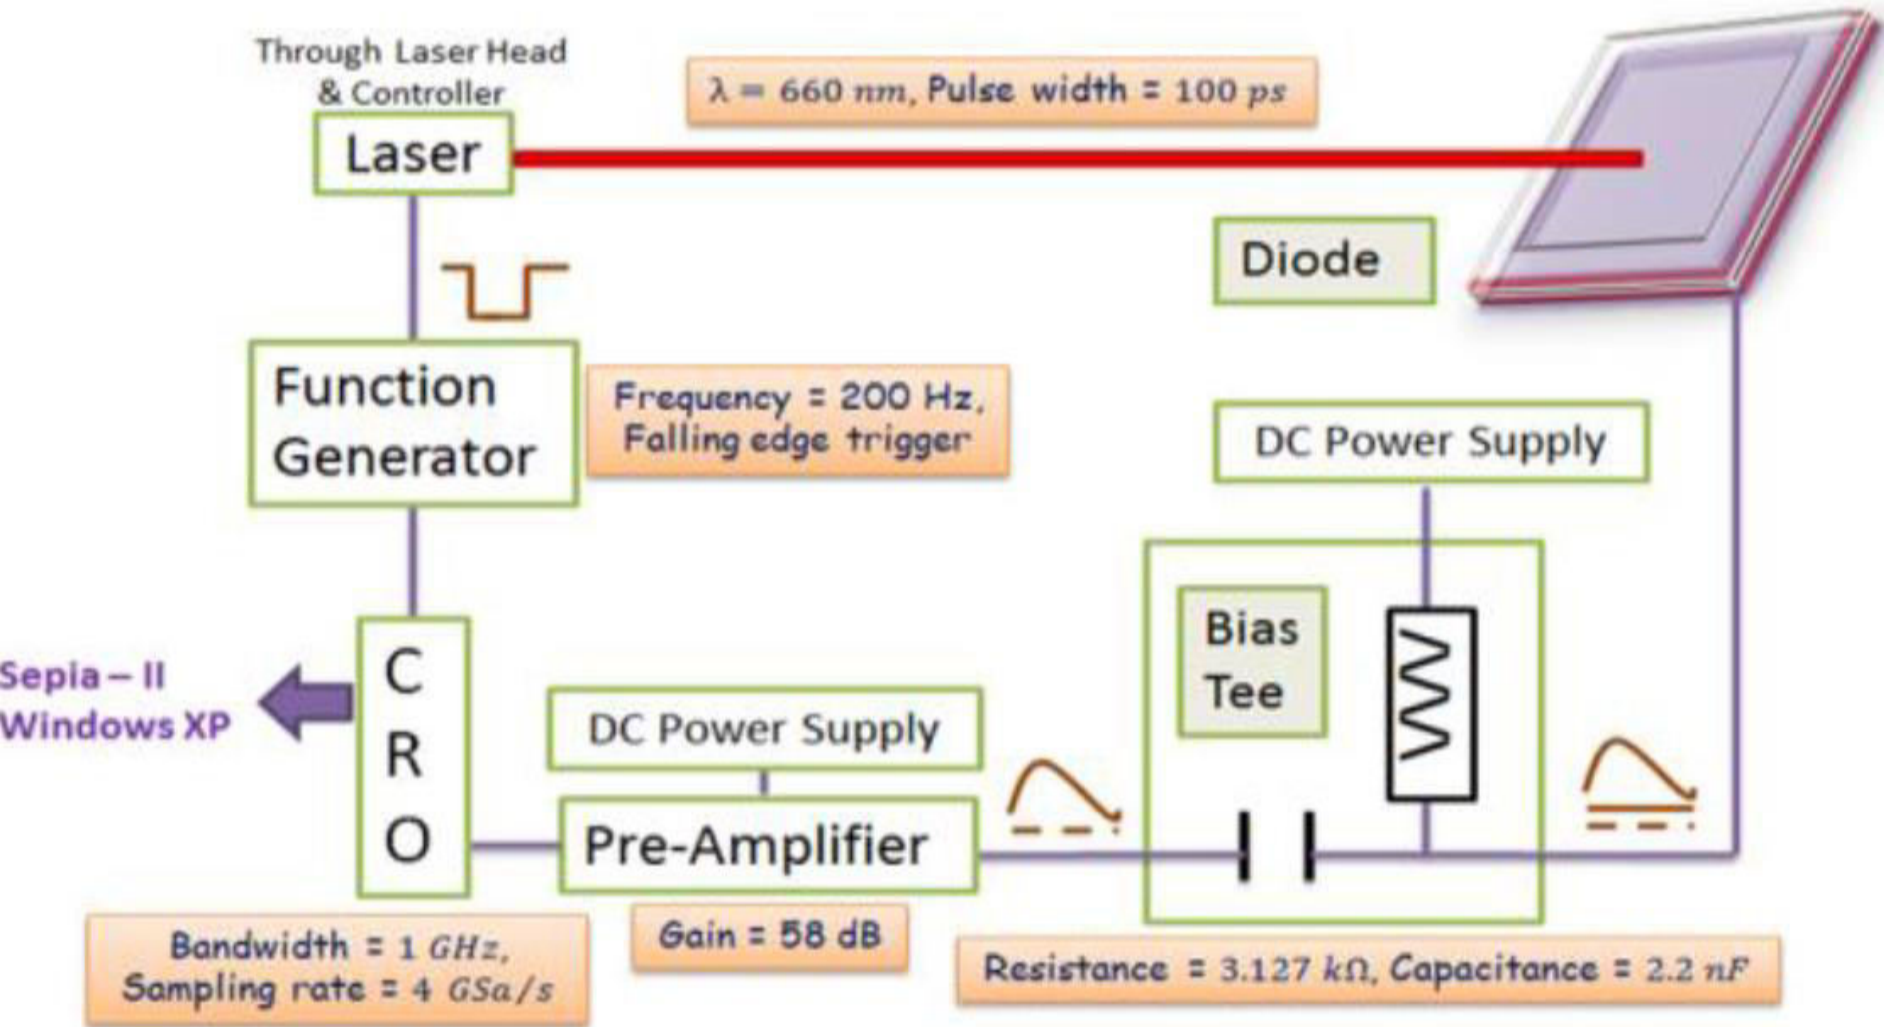 Through Laser Head
& Controller
Laser
λ = 660 nm, Pulse width = 100 ps
Diode
Function
Generator
Frequency = 200 Hz,
Falling edge trigger
DC Power Supply
Bias
Tee
C
R
O
Sepia – II
Windows XP
DC Power Supply
Pre-Amplifier
Gain = 58 dB
Bandwidth = 1 GHz,
Sampling rate = 4 GSa/s
Resistance = 3.127 kΩ, Capacitance = 2.2 nF